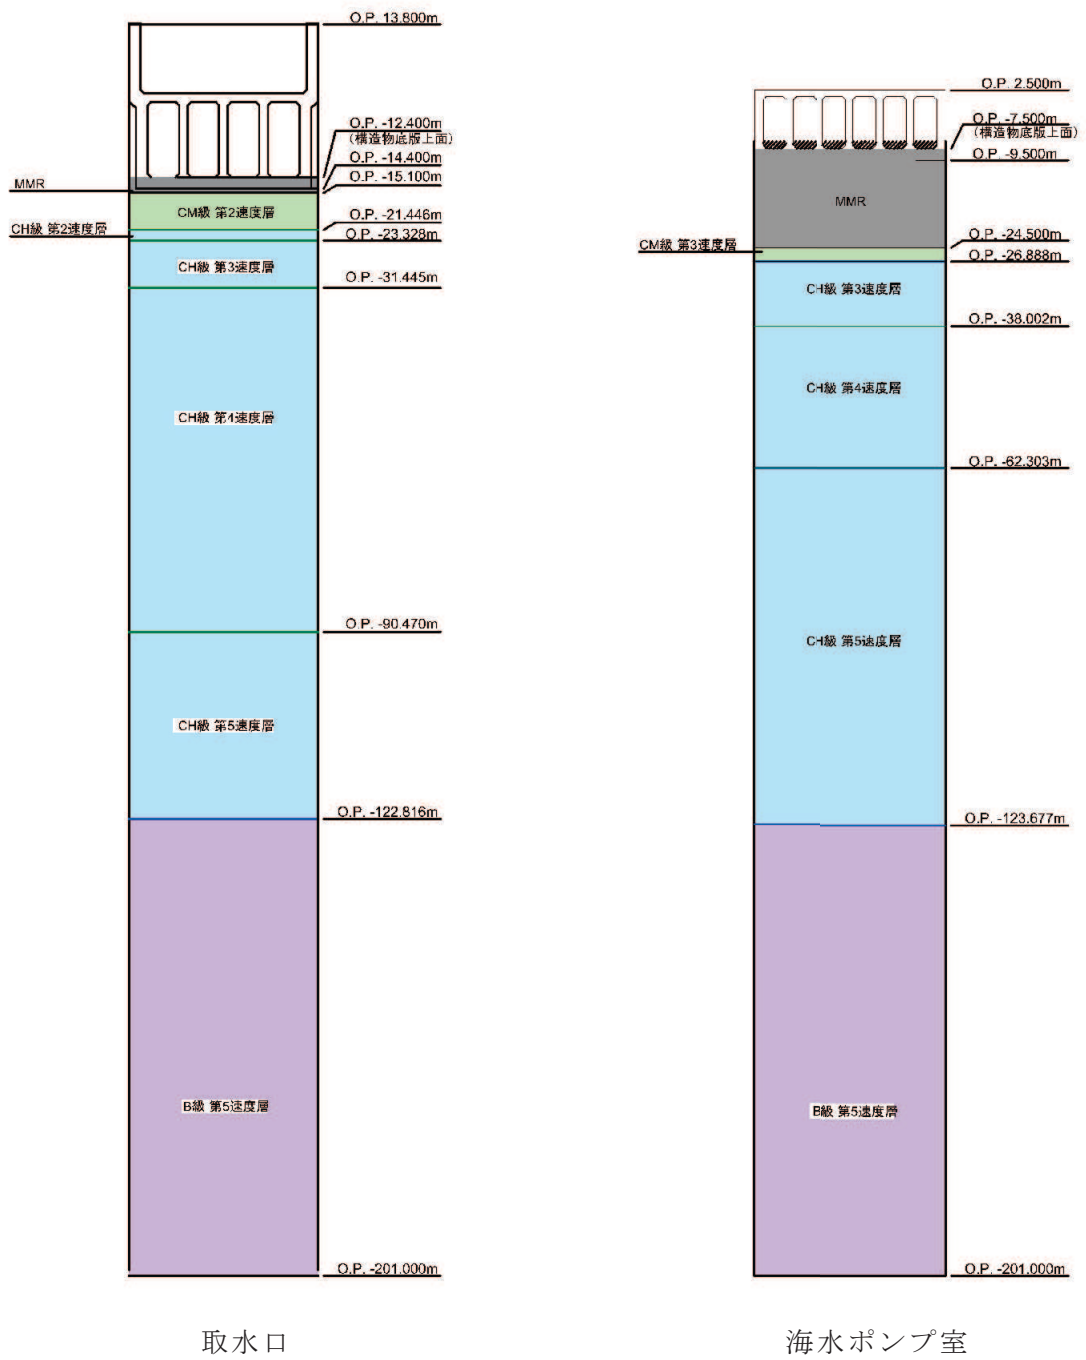 O.P. 13.800m
O.P. -12.400m
(構造物底版上面)
O.P. -14.400m
O.P. -15.100m
MMR
CM級 第2速度層
O.P. -21.446m
CH級 第2速度層
O.P. -23.328m
CH級 第3速度層
O.P. -31.445m
CH級 第4速度層
O.P. -90.470m
CH級 第5速度層
O.P. -122.816m
B級 第5速度層
O.P. -201.000m
取水口
O.P. 2.500m
O.P. -7.500m
(構造物底版上面)
O.P. -9.500m
MMR
O.P. -24.500m
CM級 第3速度層
O.P. -26.888m
CH級 第3速度層
O.P. -38.002m
CH級 第4速度層
O.P. -62.303m
CH級 第5速度層
O.P. -123.677m
B級 第5速度層
O.P. -201.000m
海水ポンプ室